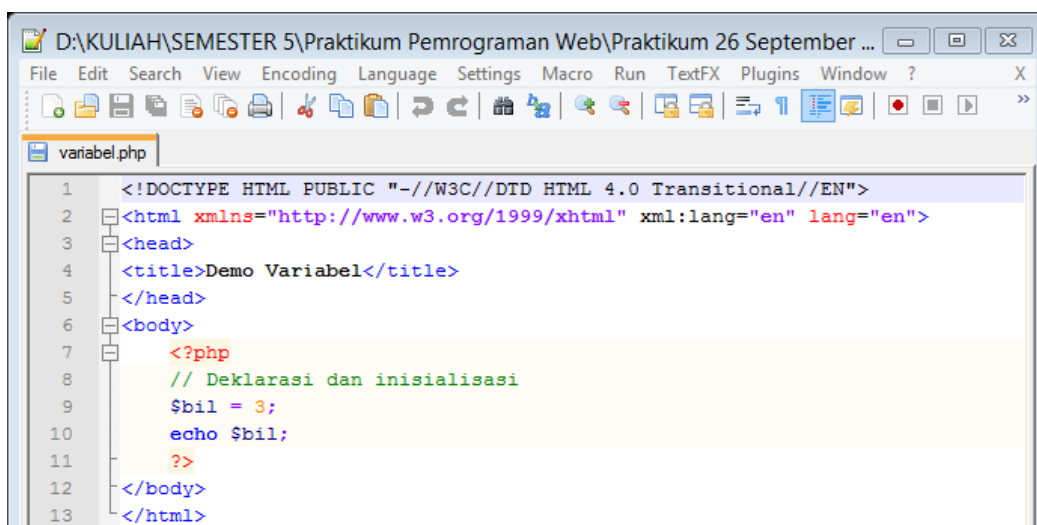 D:\KULIAH\SEMESTER 5\Praktikum Pemrograman Web\Praktikum 26 September ...
File Edit Search View Encoding Language Settings Macro Run TextFX Plugins Window ? X
variabel.php
1 <!DOCTYPE HTML PUBLIC "-//W3C//DTD HTML 4.0 Transitional//EN">
2 <html xmlns="http://www.w3.org/1999/xhtml" xml:lang="en" lang="en">
3 <head>
4 <title>Demo Variabel</title>
5 </head>
6 <body>
7 <?php
8 // Deklarasi dan inisialisasi
9 $bil = 3;
10 echo $bil;
11 ?>
12 </body>
13 </html>